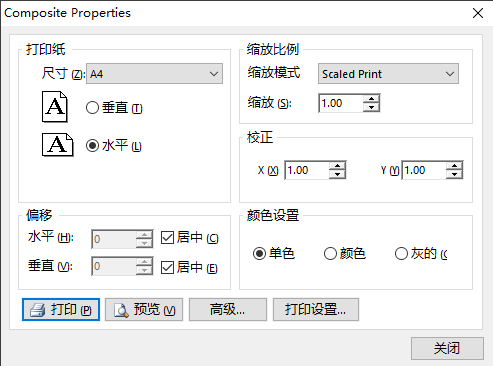 Composite Properties
打印纸
尺寸 (Z): A4
A 垂直 (T)
A 水平 (L)
缩放比例
缩放模式 Scaled Print
缩放 (S): 1.00
校正
X (X) 1.00 Y (Y) 1.00
偏移
水平 (H): 0 居中 (C)
垂直 (V): 0 居中 (E)
颜色设置
单色 颜色 灰的 (
打印 (P) 预览 (V) 高级... 打印设置...
关闭